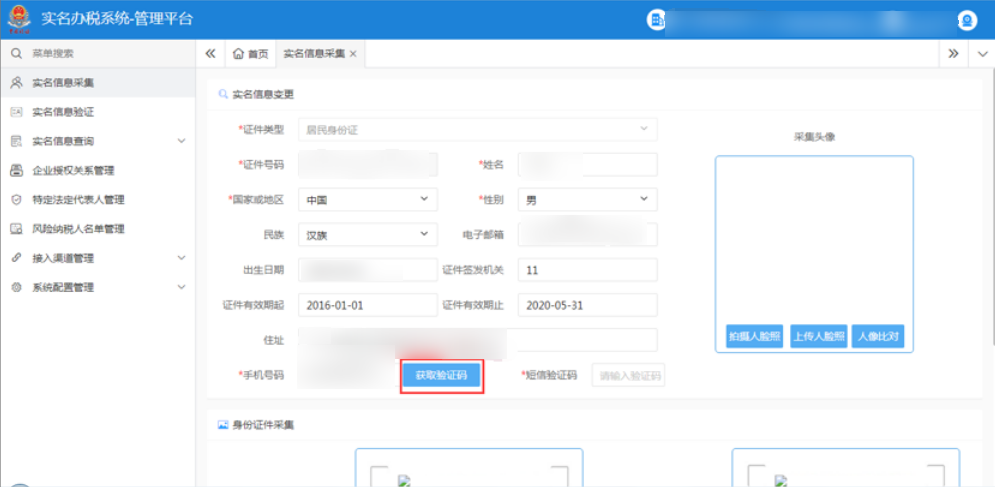 实名办税系统-管理平台
菜单搜索
首页 实名信息采集 ×
实名信息采集
实名信息验证
实名信息查询
企业授权关系管理
特定法定代表人管理
风险纳税人名单管理
接入渠道管理
系统配置管理
实名信息变更
*证件类型 居民身份证
*证件号码 *姓名
*国家或地区 中国 *性别 男
民族 汉族 电子邮箱
出生日期 证件签发机关 11
证件有效期起 2016-01-01 证件有效期止 2020-05-31
住址
*手机号码 获取验证码 *短信验证码 请输入验证码
采集头像
拍摄人脸照 上传人脸照 人像比对
身份证件采集